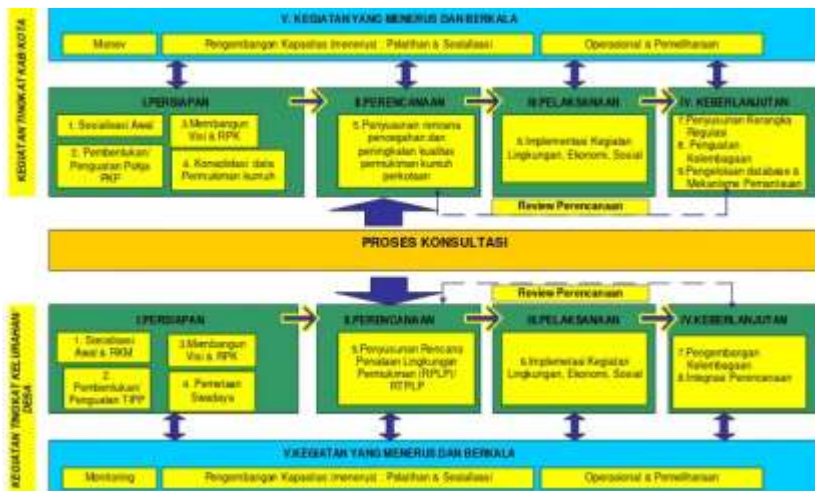 KEGIATAN TINGKAT KAB/KOTA
V. KEGIATAN YANG MENERUS DAN BERKALA
Monev
Pengembangan Kapasitas (menerus) : Pelatihan & Sosialisasi
Operasional & Pemeliharaan
I.PERSIAPAN
1. Sosialisasi Awal
2. Pembentukan/
Penguatan Pokja
PKP
3.Membangun
Visi & RPK
4. Konsolidasi data
Permukiman kumuh
II.PERENCANAAN
5.Penyusunan rencana
pencegahan dan
peningkatan kualitas
permukiman kumuh
perkotaan
III.PELAKSANAAN
6.Implementasi Kegiatan
Lingkungan, Ekonomi, Sosial
IV. KEBERLANJUTAN
7.Penyusunan Kerangka
Regulasi
8. Penguatan
Kelembagaan
9.Pengelolaan database &
Mekanisme Pemantauan
Review Perencanaan
PROSES KONSULTASI
Review Perencanaan
KEGIATAN TINGKAT KELURAHAN
DESA
I.PERSIAPAN
1. Sosialisasi
Awal & RKM
2.
Pembentukan/
Penguatan TIPP
3.Membangun
Visi & RPK
4. Pemetaan
Swadaya
II.PERENCANAAN
5.Penyusunan Rencana
Penataan Lingkungan
Permukiman (RPLP)/
RTPLP
III.PELAKSANAAN
6.Implementasi Kegiatan
Lingkungan, Ekonomi, Sosial
IV.KEBERLANJUTAN
7.Pengembangan
Kelembagaan
8.Integrasi Perencanaan
V.KEGIATAN YANG MENERUS DAN BERKALA
Monitoring
Pengembangan Kapasitas (menerus) : Pelatihan & Sosialisasi
Operasional & Pemeliharaan